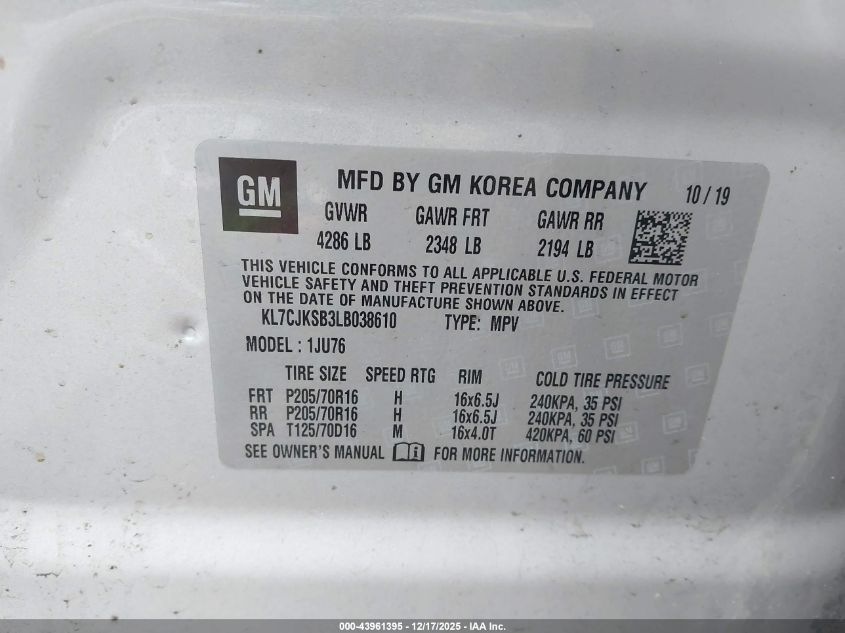 GM
MFD BY GM KOREA COMPANY 10 / 19
GVWR GAWR FRT GAWR RR
4286 LB 2348 LB 2194 LB
THIS VEHICLE CONFORMS TO ALL APPLICABLE U.S. FEDERAL MOTOR
VEHICLE SAFETY AND THEFT PREVENTION STANDARDS IN EFFECT
ON THE DATE OF MANUFACTURE SHOWN ABOVE.
KL7CJKSB3LB038610 TYPE: MPV
MODEL : 1JU76
TIRE SIZE SPEED RTG RIM COLD TIRE PRESSURE
FRT P205/70R16 H 16x6.5J 240KPA, 35 PSI
RR P205/70R16 H 16x6.5J 240KPA, 35 PSI
SPA T125/70D16 M 16x4.0T 420KPA, 60 PSI
SEE OWNER'S MANUAL FOR MORE INFORMATION.
000-43961395 - 12/17/2025 - IAA Inc.